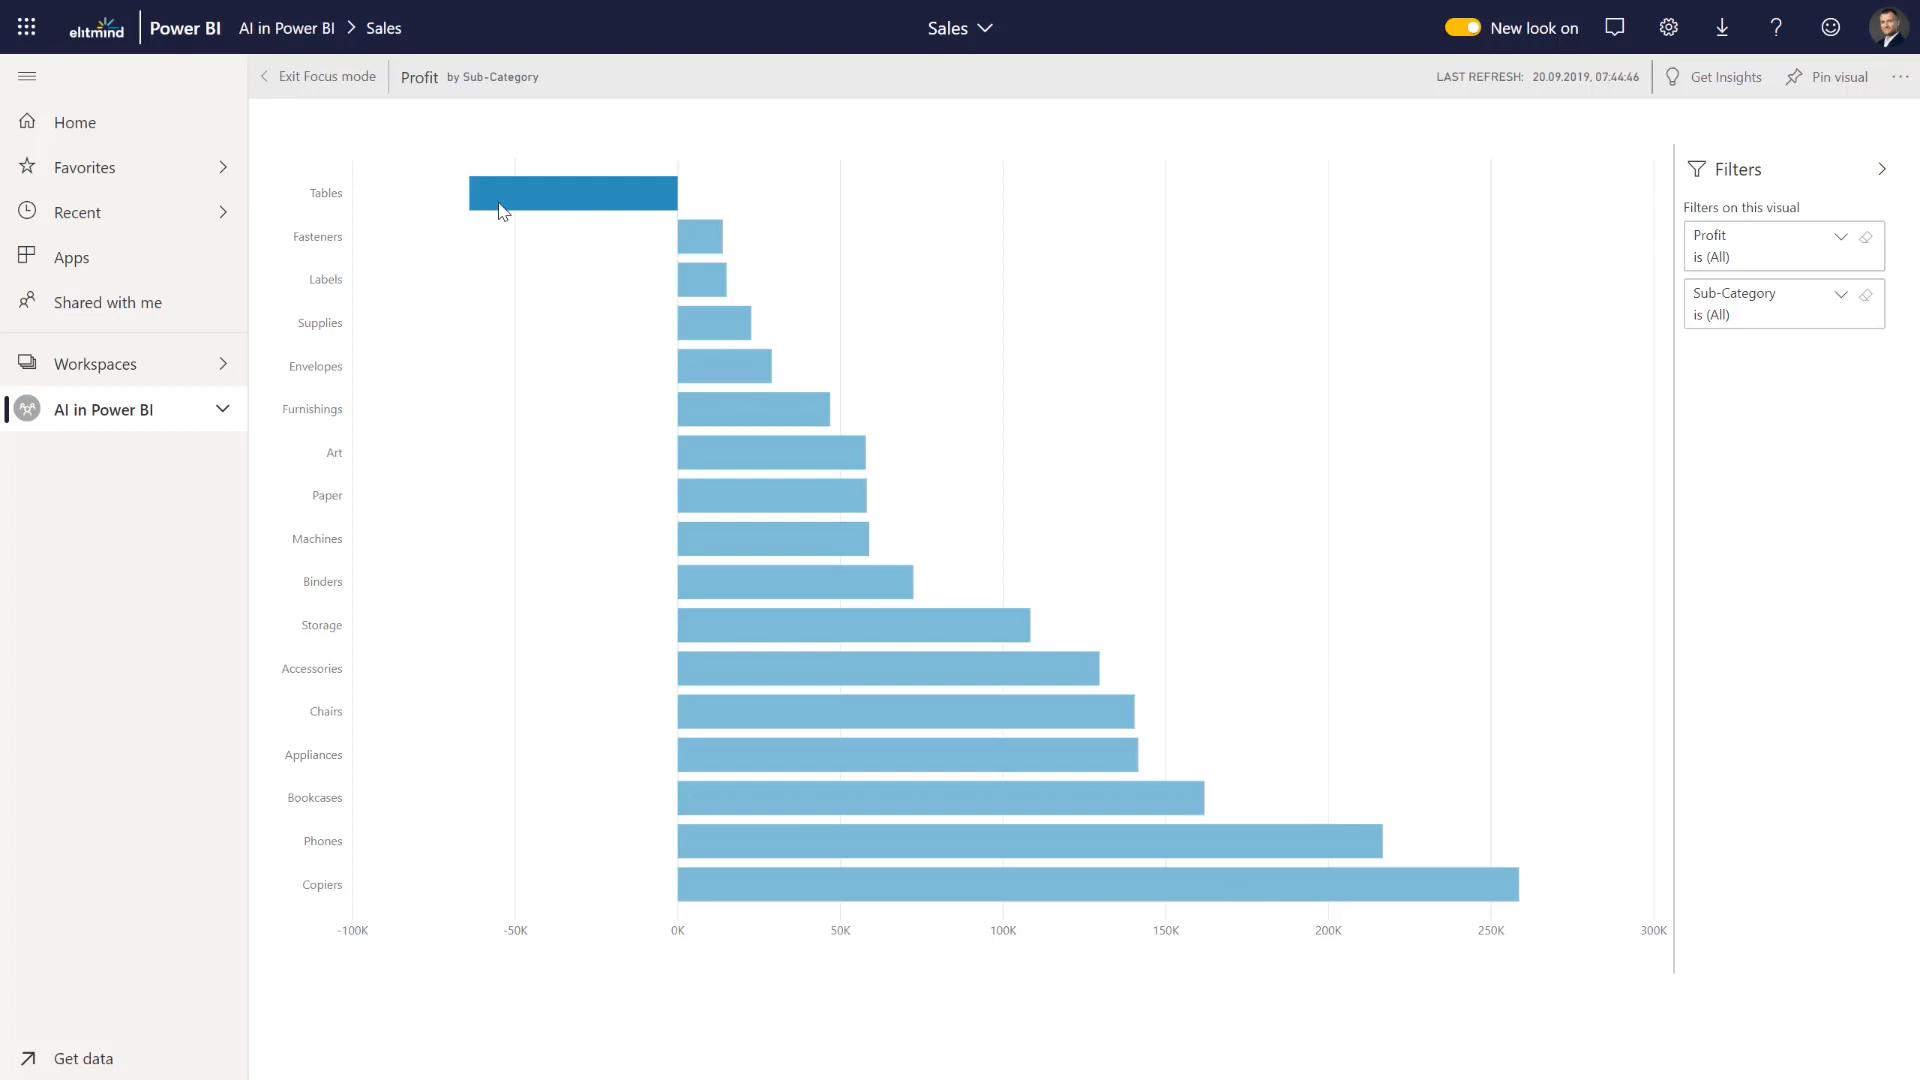 elitmind Power BI AI in Power BI Sales
Sales
New look on
Exit Focus mode Profit by Sub-Category
LAST REFRESH: 20.09.2019, 07:44:46 Get Insights Pin visual
Home
Favorites
Recent
Apps
Shared with me
Workspaces
AI in Power BI
Get data
Tables
Fasteners
Labels
Supplies
Envelopes
Furnishings
Art
Paper
Machines
Binders
Storage
Accessories
Chairs
Appliances
Bookcases
Phones
Copiers
-100K -50K 0K 50K 100K 150K 200K 250K 300K
Filters
Filters on this visual
Profit
is (All)
Sub-Category
is (All)